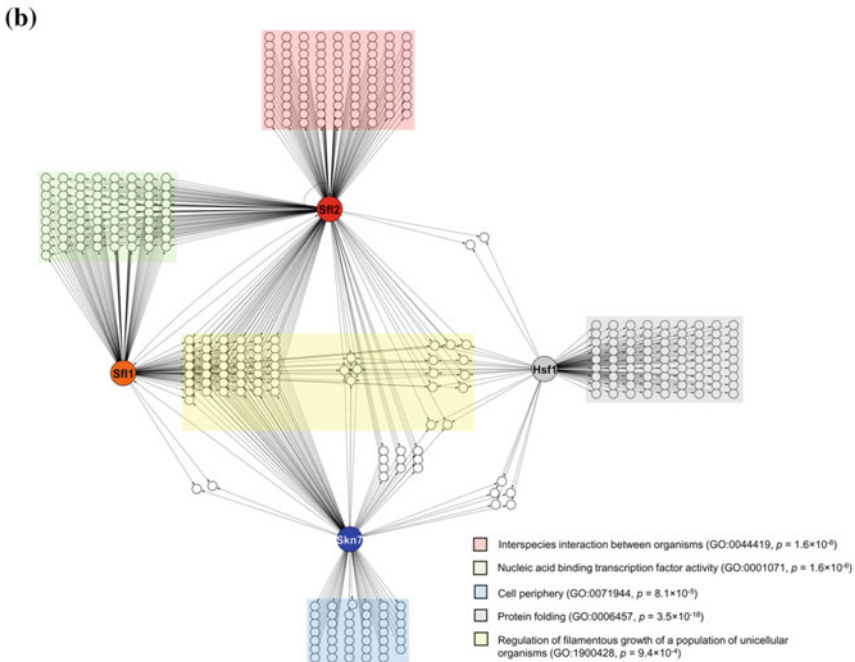 (b)
Sfl2
Sfl1
Hsf1
Skn7
Interspecies interaction between organisms (GO:0044419, p = 1.6×10⁻⁶)
Nucleic acid binding transcription factor activity (GO:0001071, p = 1.6×10⁻⁶)
Cell periphery (GO:0071944, p = 8.1×10⁻⁵)
Protein folding (GO:0006457, p = 3.5×10⁻¹⁸)
Regulation of filamentous growth of a population of unicellular
organisms (GO:1900428, p = 9.4×10⁻⁴)